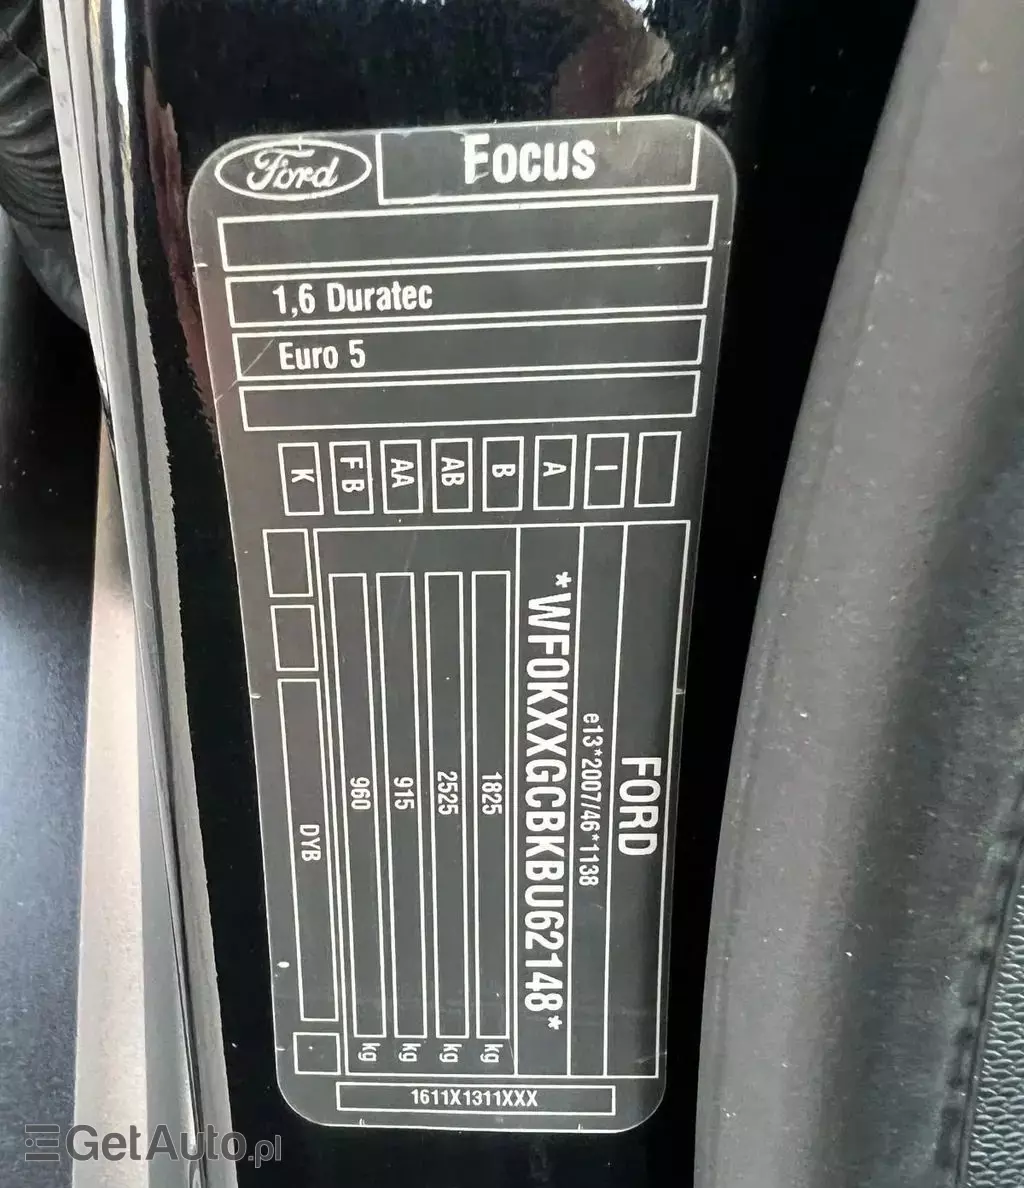 Ford
Focus
1,6 Duratec
Euro 5
K
F B
AA
AB
B
A
I
FORD
e13*2007/46*1138
*WF0KXXGCBKBU62148*
1825 kg
2525 kg
915 kg
960 kg
DYB
1611X1311XXX
GetAuto.pl